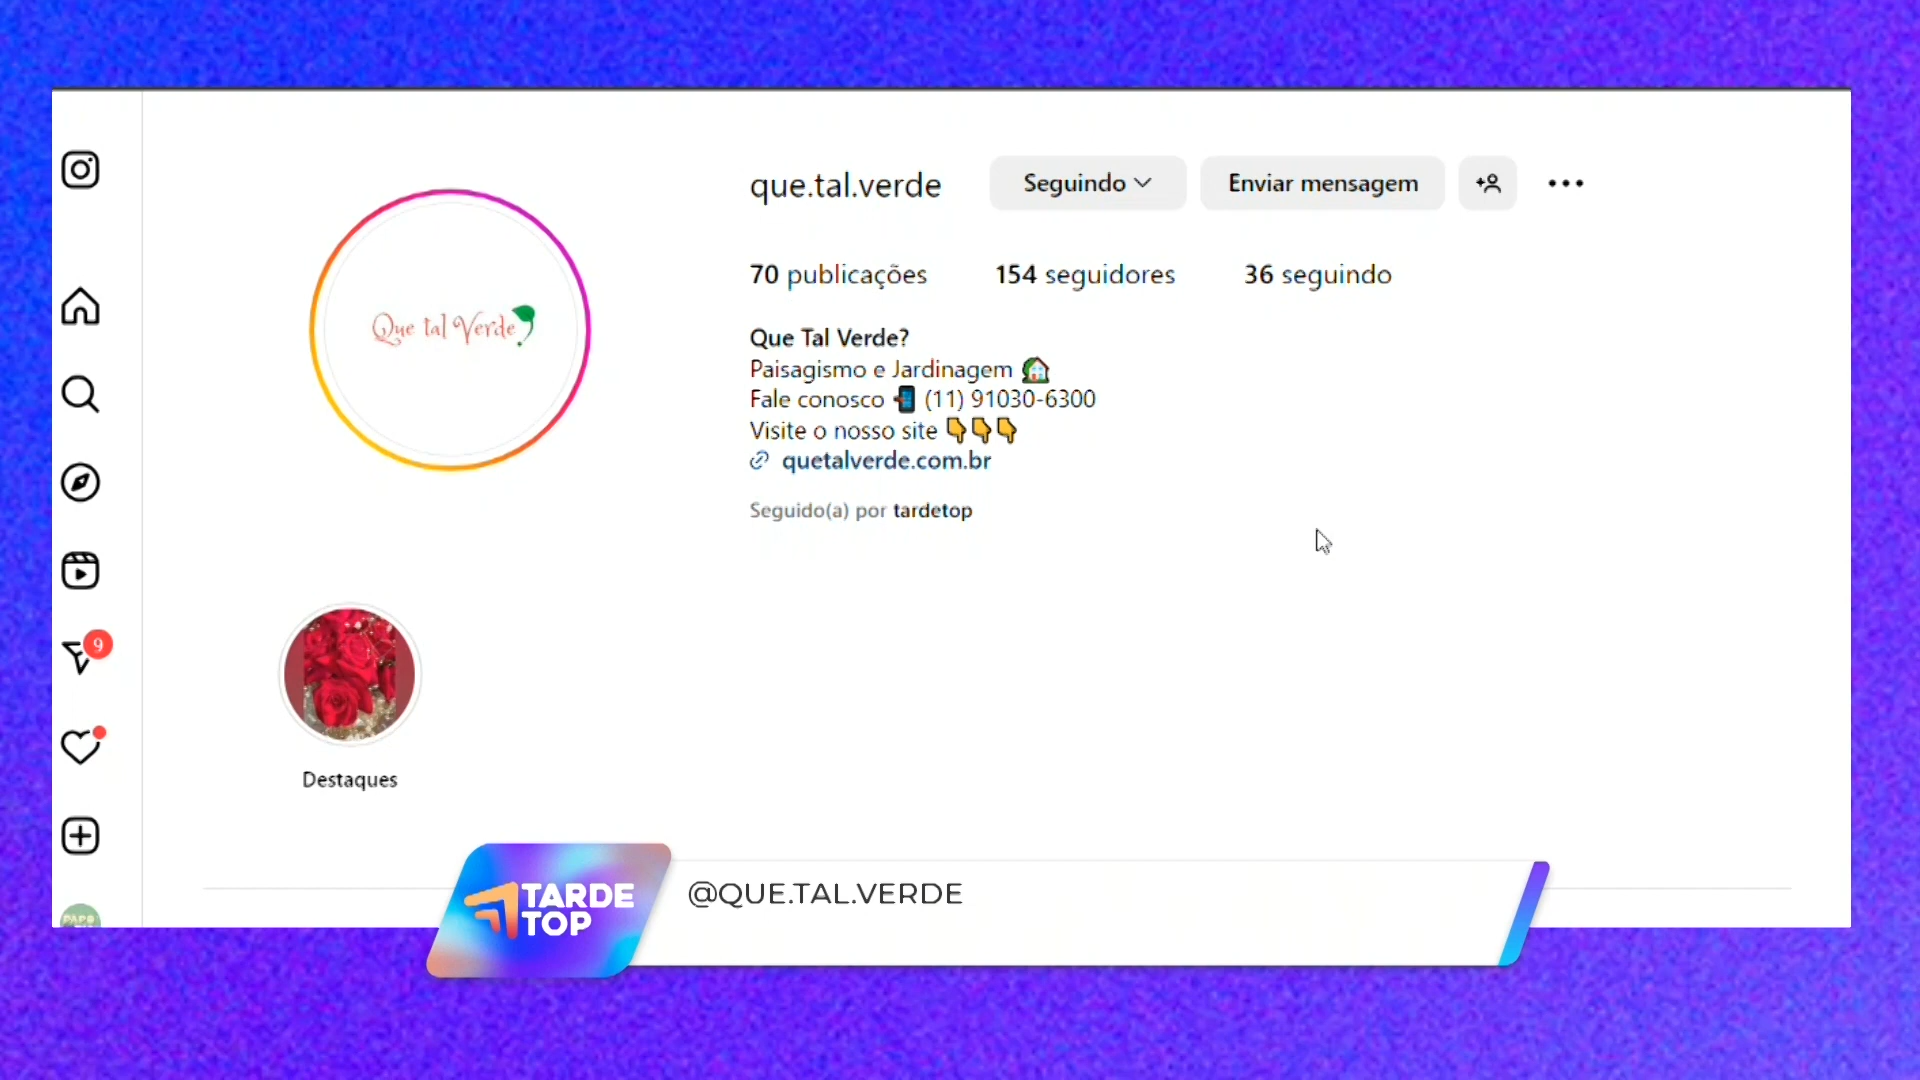 que.tal.verde
Seguindo
Enviar mensagem
70 publicações
154 seguidores
36 seguindo
Que tal Verde?
Que Tal Verde?
Paisagismo e Jardinagem
Fale conosco (11) 91030-6300
Visite o nosso site
quetalverde.com.br
Seguido(a) por tardetop
9
Destaques
PAPO
TARDE
TOP
@QUE.TAL.VERDE